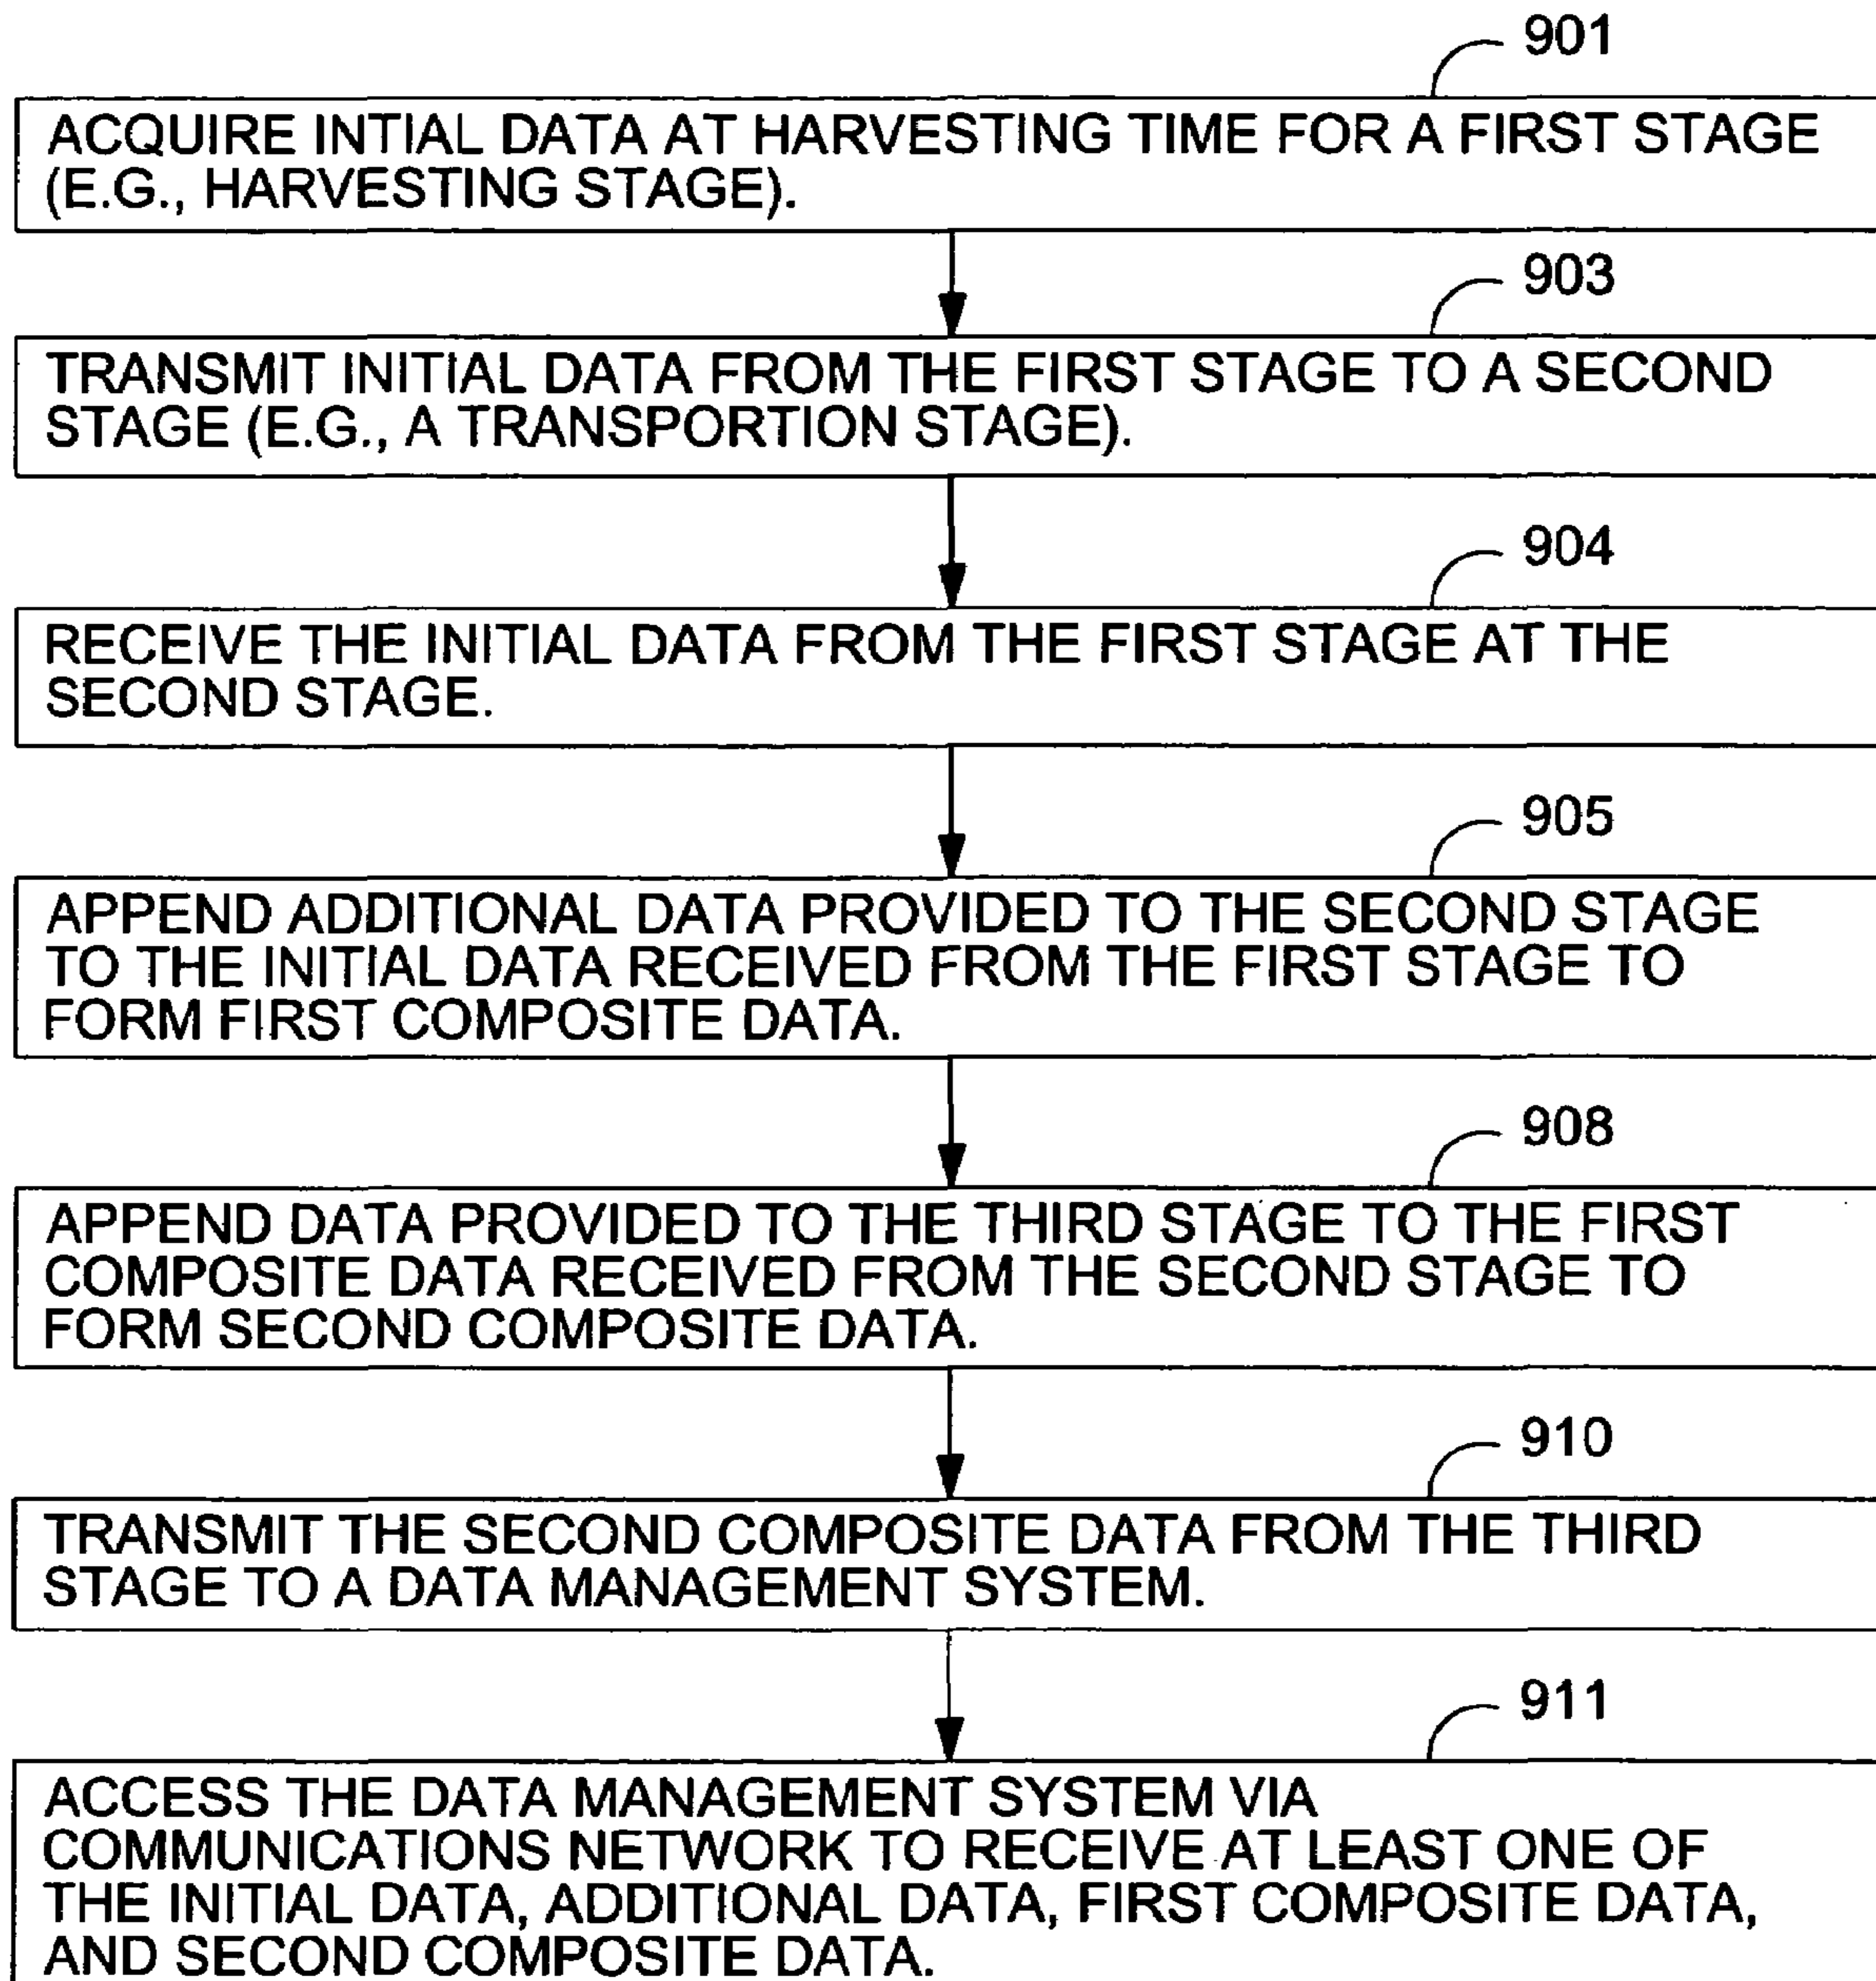 901
ACQUIRE INTIAL DATA AT HARVESTING TIME FOR A FIRST STAGE
(E.G., HARVESTING STAGE).
903
TRANSMIT INITIAL DATA FROM THE FIRST STAGE TO A SECOND
STAGE (E.G., A TRANSPORTION STAGE).
904
RECEIVE THE INITIAL DATA FROM THE FIRST STAGE AT THE
SECOND STAGE.
905
APPEND ADDITIONAL DATA PROVIDED TO THE SECOND STAGE
TO THE INITIAL DATA RECEIVED FROM THE FIRST STAGE TO
FORM FIRST COMPOSITE DATA.
908
APPEND DATA PROVIDED TO THE THIRD STAGE TO THE FIRST
COMPOSITE DATA RECEIVED FROM THE SECOND STAGE TO
FORM SECOND COMPOSITE DATA.
910
TRANSMIT THE SECOND COMPOSITE DATA FROM THE THIRD
STAGE TO A DATA MANAGEMENT SYSTEM.
911
ACCESS THE DATA MANAGEMENT SYSTEM VIA
COMMUNICATIONS NETWORK TO RECEIVE AT LEAST ONE OF
THE INITIAL DATA, ADDITIONAL DATA, FIRST COMPOSITE DATA,
AND SECOND COMPOSITE DATA.